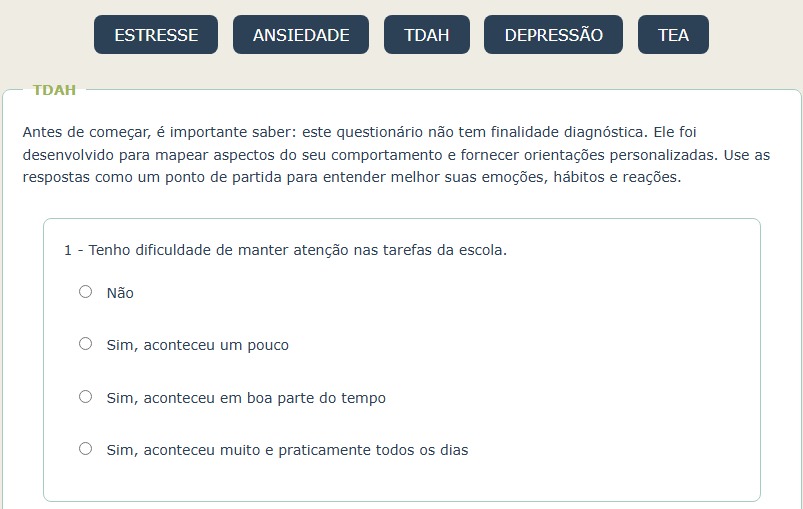 ESTRESSE ANSIEDADE TDAH DEPRESSÃO TEA
TDAH
Antes de começar, é importante saber: este questionário não tem finalidade diagnóstica. Ele foi
desenvolvido para mapear aspectos do seu comportamento e fornecer orientações personalizadas. Use as
respostas como um ponto de partida para entender melhor suas emoções, hábitos e reações.
1 - Tenho dificuldade de manter atenção nas tarefas da escola.
Não
Sim, aconteceu um pouco
Sim, aconteceu em boa parte do tempo
Sim, aconteceu muito e praticamente todos os dias